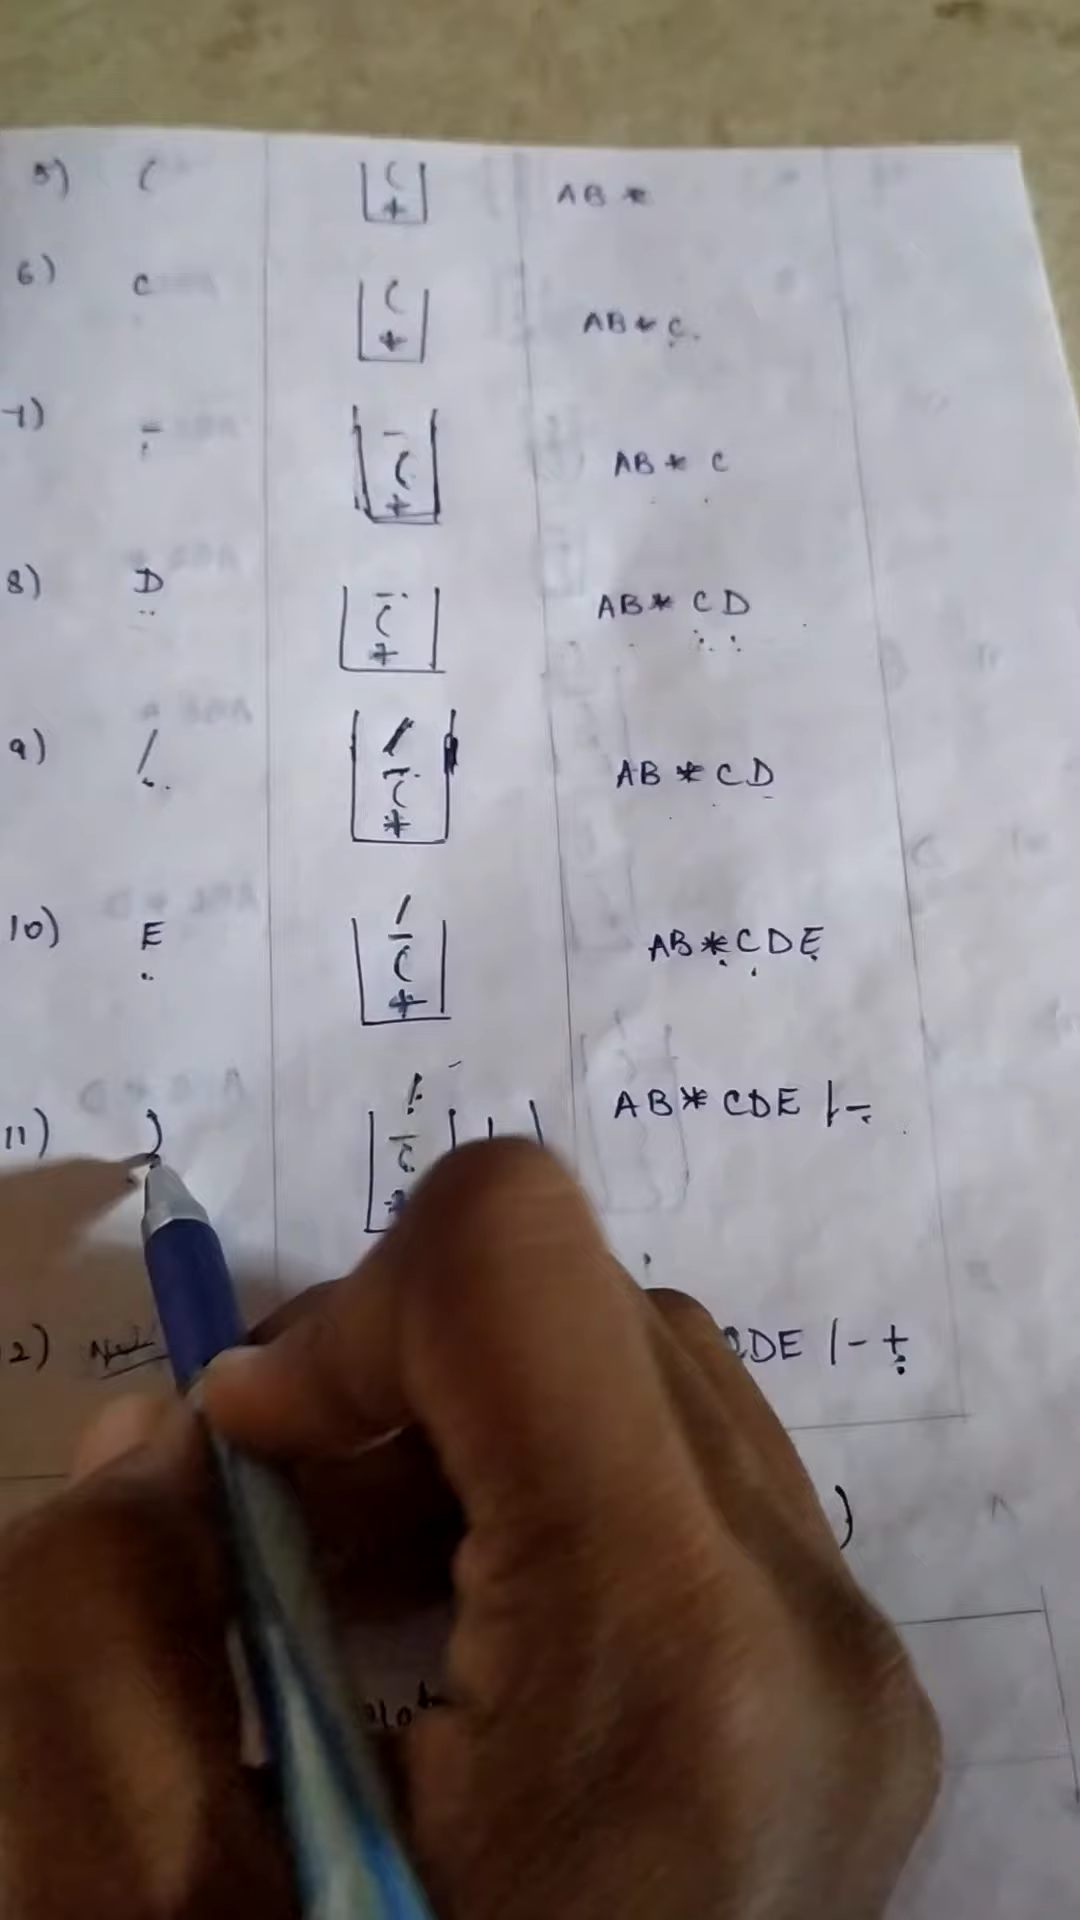 5) ( ( + AB *
6) C ( + AB * C
7) - - ( + AB * C
8) D - ( + AB * CD
9) / / - ( + AB * CD
10) E / - ( + AB * CDE
11) ) / - ( + AB * CDE / -
2) CDE / - +
)